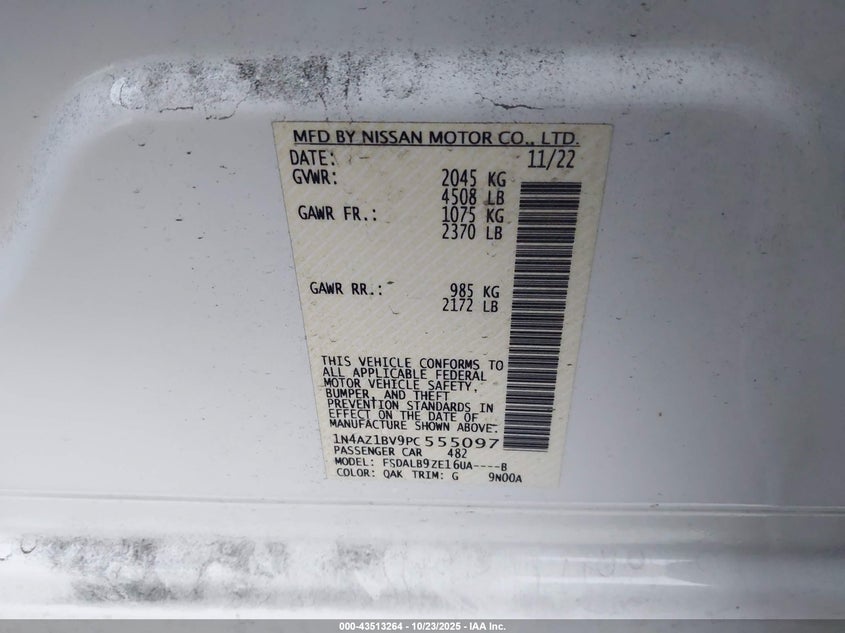 MFD BY NISSAN MOTOR CO., LTD.
DATE: 11/22
GVWR: 2045 KG
4508 LB
GAWR FR.: 1075 KG
2370 LB
GAWR RR.: 985 KG
2172 LB
THIS VEHICLE CONFORMS TO
ALL APPLICABLE FEDERAL
MOTOR VEHICLE SAFETY,
BUMPER, AND THEFT
PREVENTION STANDARDS IN
EFFECT ON THE DATE OF
MANUFACTURE SHOWN ABOVE.
1N4AZ1BV9PC555097
PASSENGER CAR 482
MODEL: FSDALB9ZE16UA----B
COLOR: QAK TRIM: G 9N00A
000-43513264 - 10/23/2025 - IAA Inc.